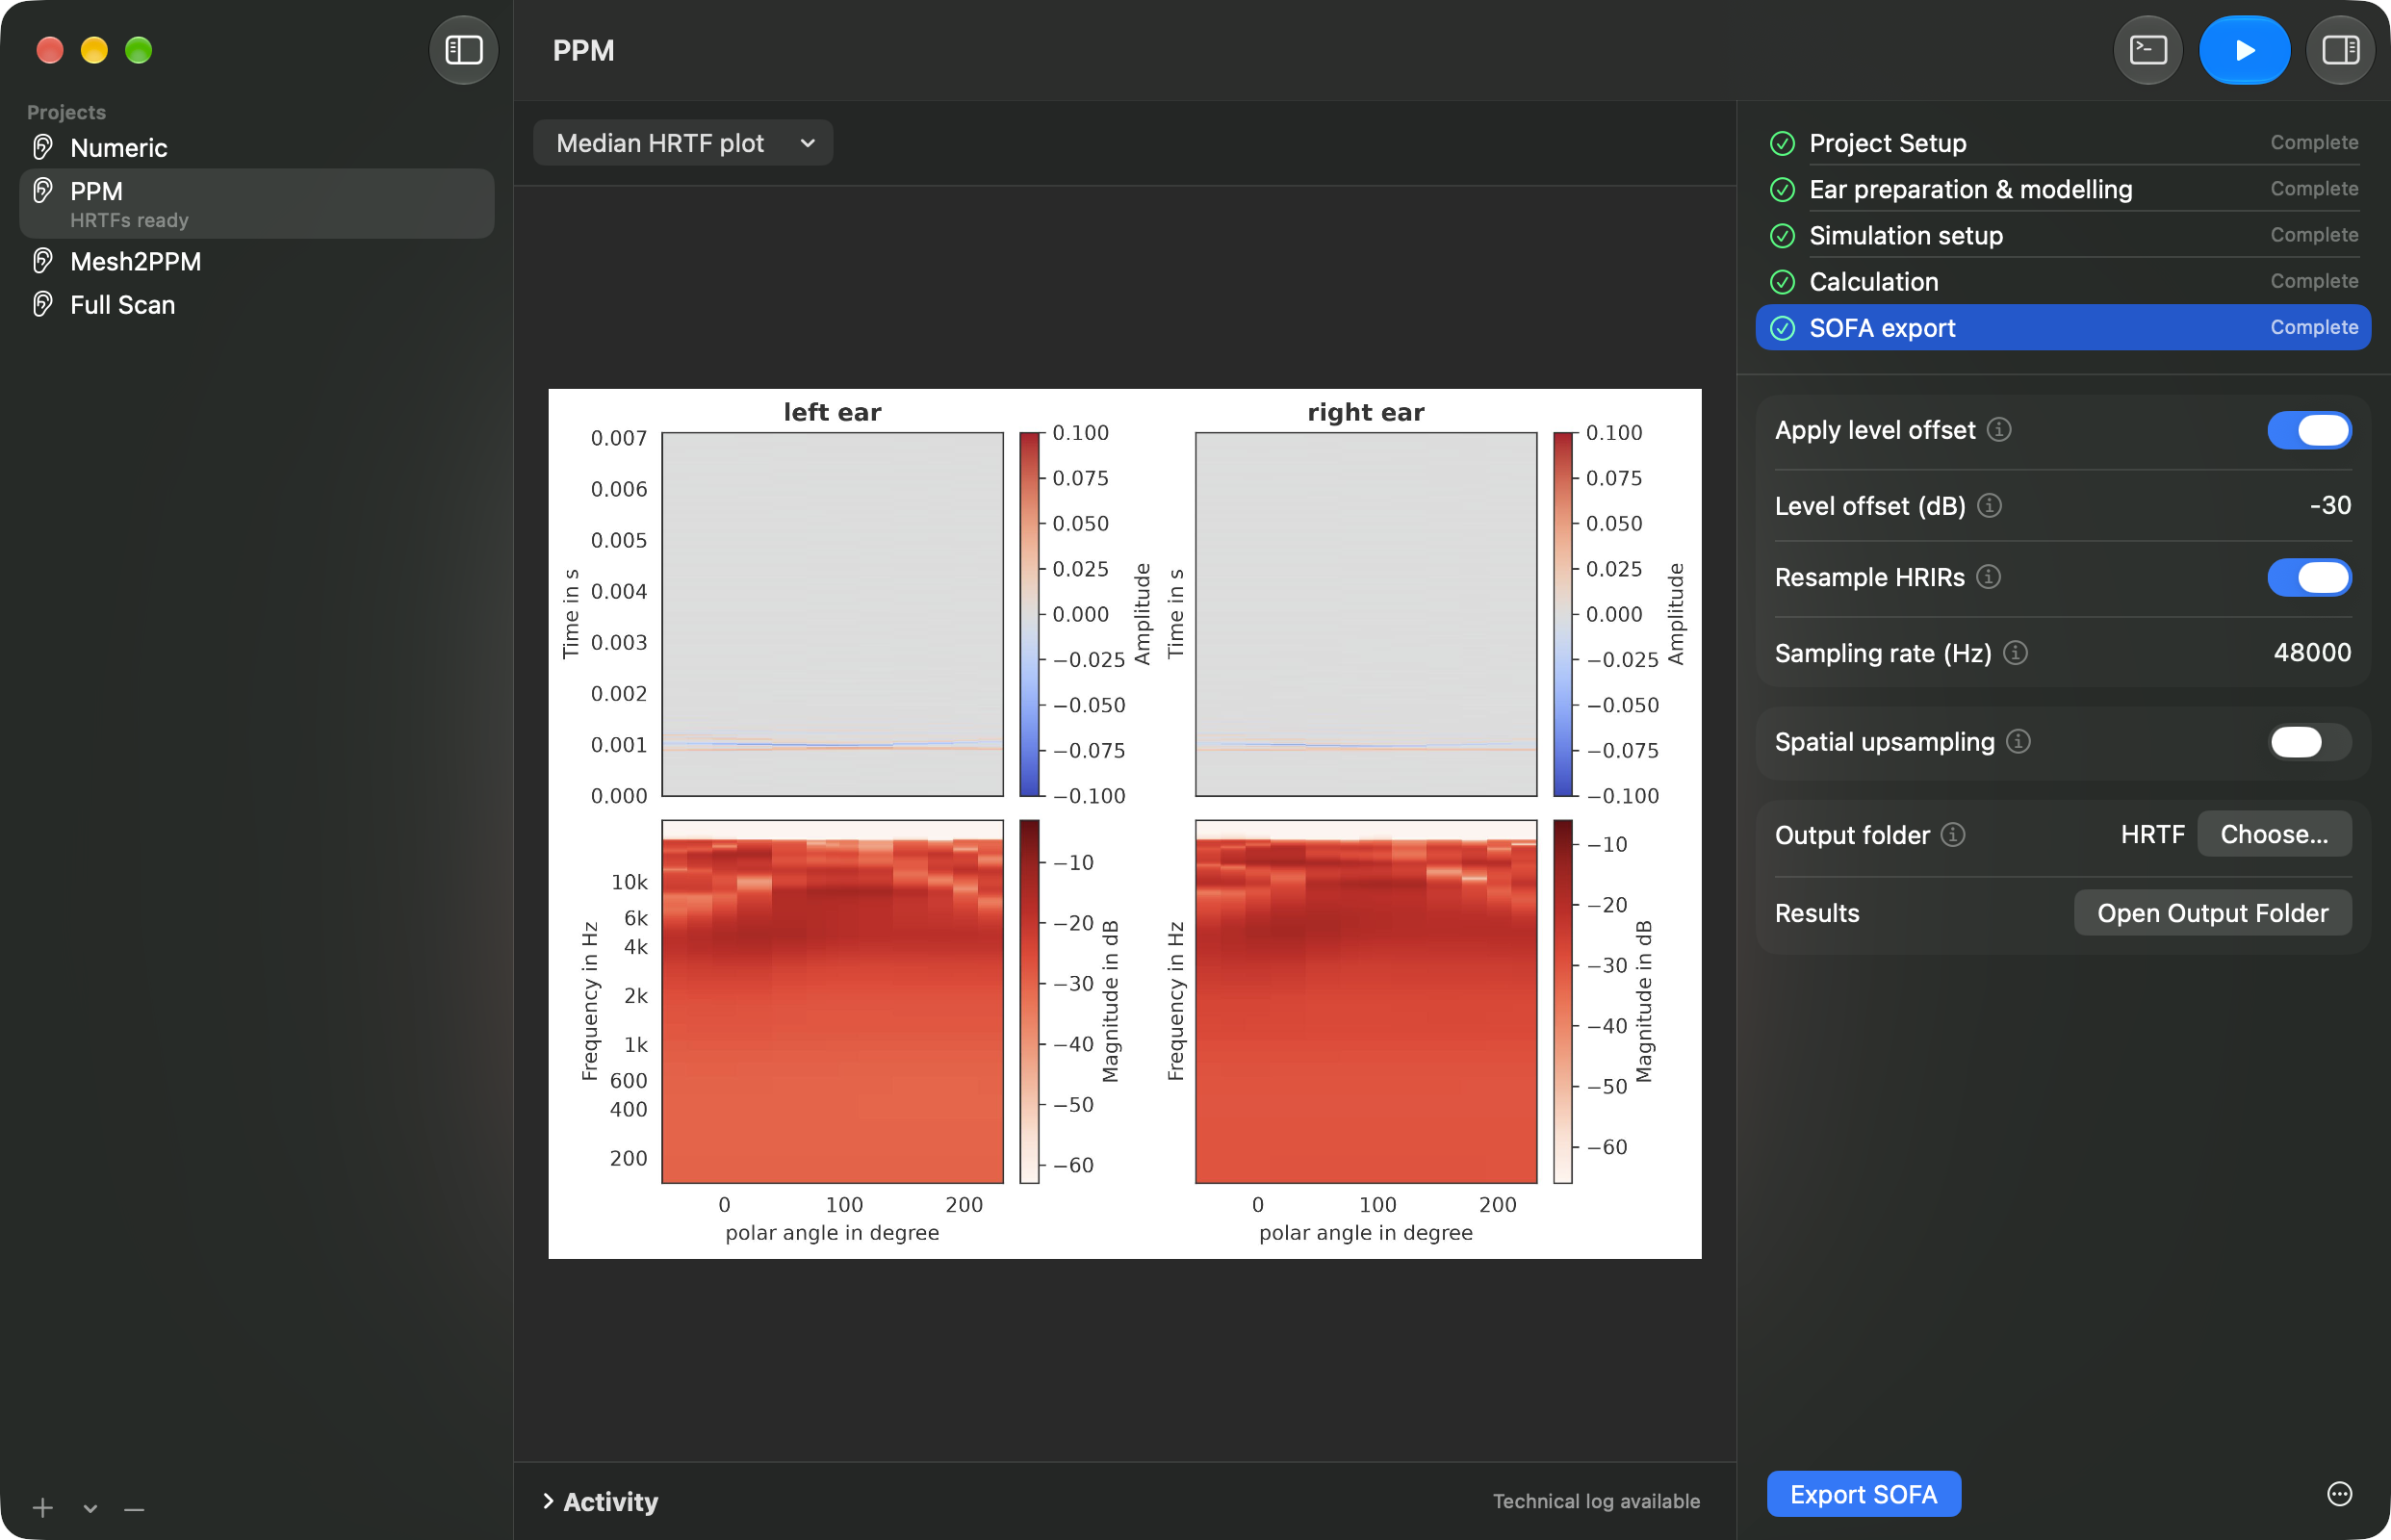 PPM
Projects
Numeric
PPM
HRTFs ready
Mesh2PPM
Full Scan
Median HRTF plot
left ear
right ear
0.007
0.006
0.005
0.004
0.003
0.002
0.001
0.000
Time in s
0.100
0.075
0.050
0.025
0.000
−0.025
−0.050
−0.075
−0.100
Amplitude
Time in s
0.100
0.075
0.050
0.025
0.000
−0.025
−0.050
−0.075
−0.100
Amplitude
10k
6k
4k
2k
1k
600
400
200
Frequency in Hz
−10
−20
−30
−40
−50
−60
Magnitude in dB
Frequency in Hz
−10
−20
−30
−40
−50
−60
Magnitude in dB
0 100 200
polar angle in degree
0 100 200
polar angle in degree
Activity
Technical log available
Project Setup Complete
Ear preparation & modelling Complete
Simulation setup Complete
Calculation Complete
SOFA export Complete
Apply level offset
Level offset (dB) -30
Resample HRIRs
Sampling rate (Hz) 48000
Spatial upsampling
Output folder HRTF Choose...
Results Open Output Folder
Export SOFA